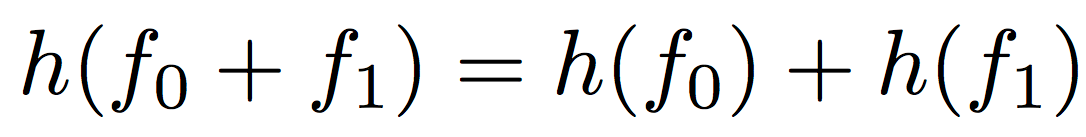 h(f₀ + f₁) = h(f₀) + h(f₁)